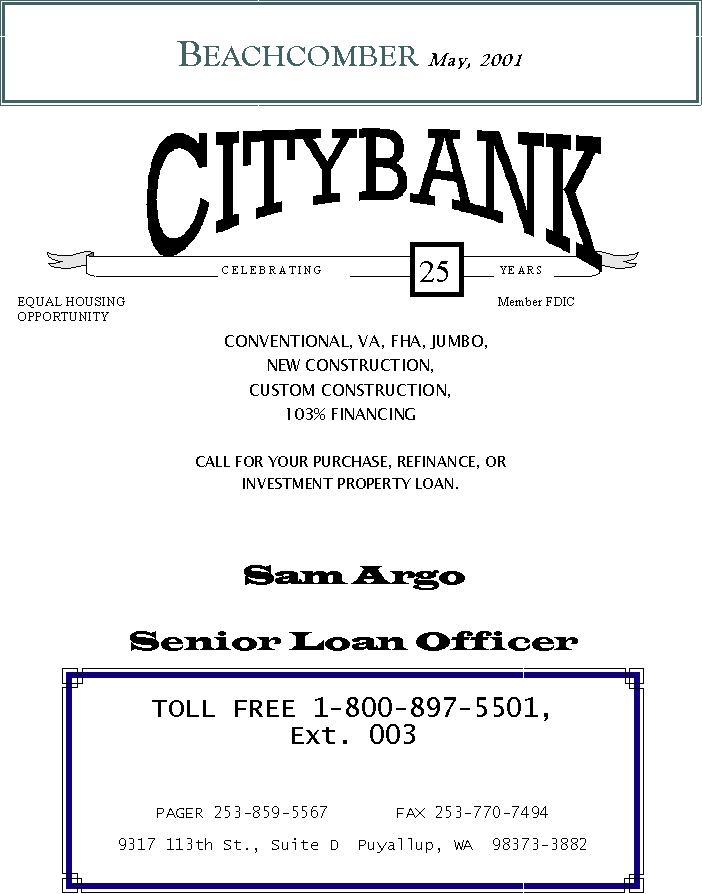 BEACHCOMBER May, 2001
CITYBANK
CELEBRATING 25 YEARS
EQUAL HOUSING
OPPORTUNITY
Member FDIC
CONVENTIONAL, VA, FHA, JUMBO,
NEW CONSTRUCTION,
CUSTOM CONSTRUCTION,
103% FINANCING
CALL FOR YOUR PURCHASE, REFINANCE, OR
INVESTMENT PROPERTY LOAN.
Sam Argo
Senior Loan Officer
TOLL FREE 1-800-897-5501,
Ext. 003
PAGER 253-859-5567 FAX 253-770-7494
9317 113th St., Suite D Puyallup, WA 98373-3882